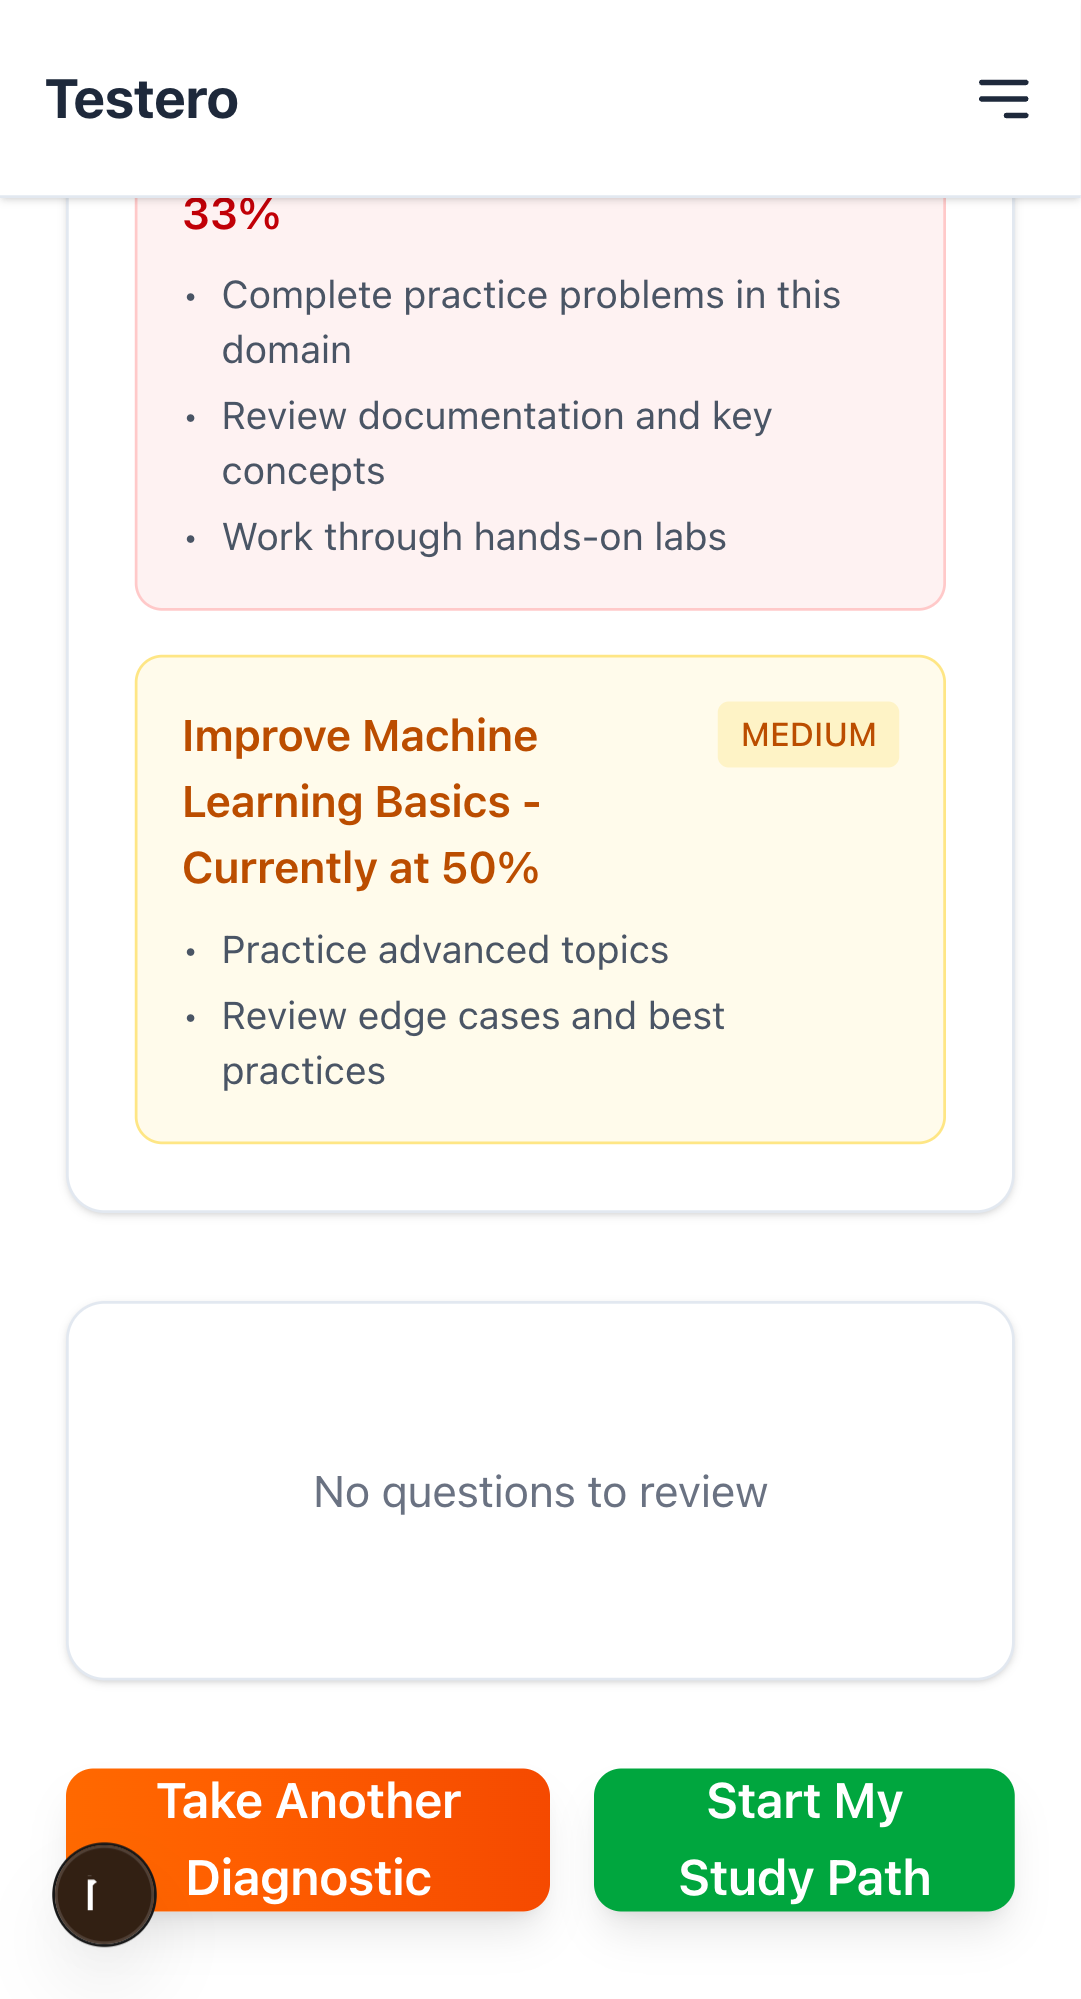 Testero
33%
• Complete practice problems in this
domain
• Review documentation and key
concepts
• Work through hands-on labs
Improve Machine
MEDIUM
Learning Basics -
Currently at 50%
• Practice advanced topics
• Review edge cases and best
practices
No questions to review
Take Another
Diagnostic
Start My
Study Path